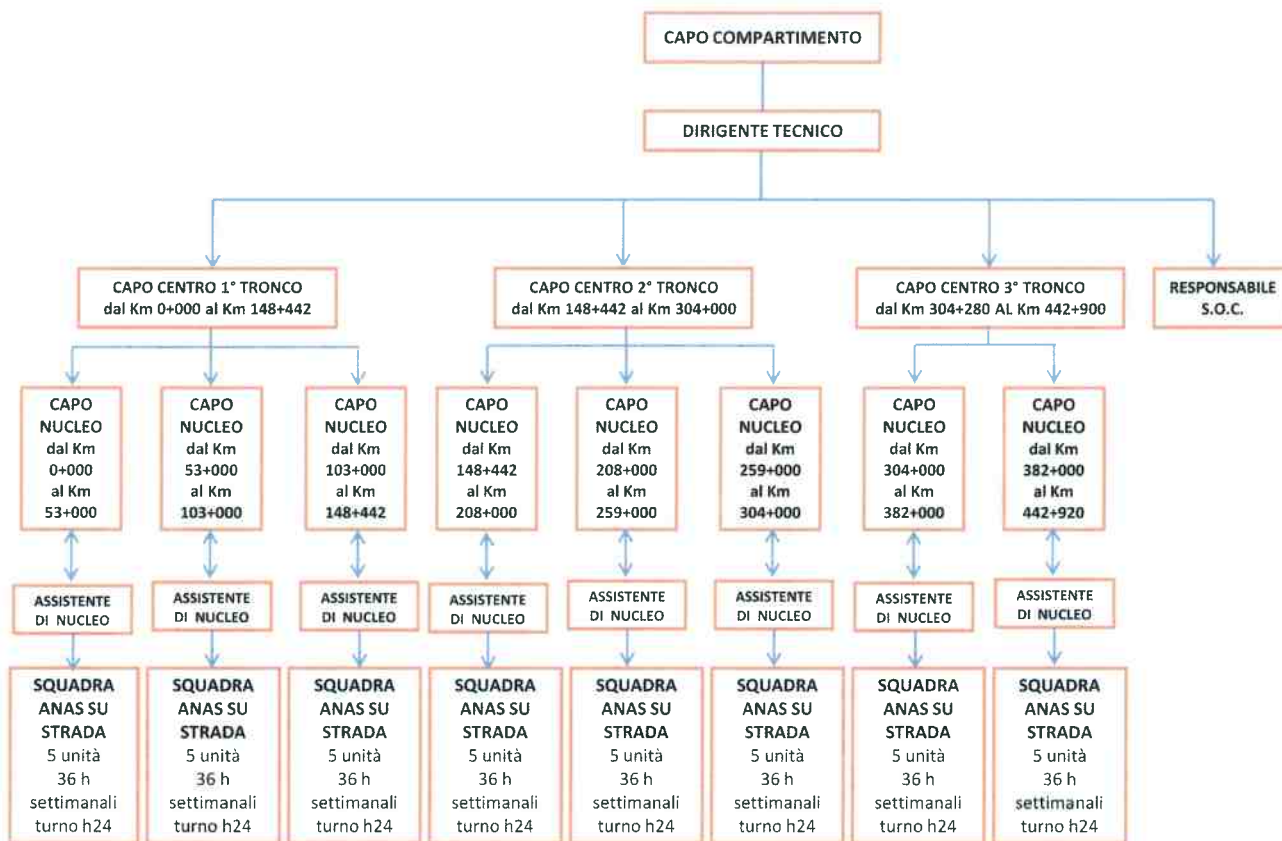 CAPO COMPARTIMENTO
DIRIGENTE TECNICO
CAPO CENTRO 1° TRONCO
dal Km 0+000 al Km 148+442
CAPO CENTRO 2° TRONCO
dal Km 148+442 al Km 304+000
CAPO CENTRO 3° TRONCO
dal Km 304+280 AL Km 442+900
RESPONSABILE
S.O.C.
CAPO
NUCLEO
dal Km
0+000
al Km
53+000
CAPO
NUCLEO
dal Km
53+000
al Km
103+000
CAPO
NUCLEO
dal Km
103+000
al Km
148+442
CAPO
NUCLEO
dal Km
148+442
al Km
208+000
CAPO
NUCLEO
dal Km
208+000
al Km
259+000
CAPO
NUCLEO
dal Km
259+000
al Km
304+000
CAPO
NUCLEO
dal Km
304+000
al Km
382+000
CAPO
NUCLEO
dal Km
382+000
al Km
442+920
ASSISTENTE
DI NUCLEO
ASSISTENTE
DI NUCLEO
ASSISTENTE
DI NUCLEO
ASSISTENTE
DI NUCLEO
ASSISTENTE
DI NUCLEO
ASSISTENTE
DI NUCLEO
ASSISTENTE
DI NUCLEO
ASSISTENTE
DI NUCLEO
SQUADRA
ANAS SU
STRADA
5 unità
36 h
settimanali
turno h24
SQUADRA
ANAS SU
STRADA
5 unità
36 h
settimanali
turno h24
SQUADRA
ANAS SU
STRADA
5 unità
36 h
settimanali
turno h24
SQUADRA
ANAS SU
STRADA
5 unità
36 h
settimanali
turno h24
SQUADRA
ANAS SU
STRADA
5 unità
36 h
settimanali
turno h24
SQUADRA
ANAS SU
STRADA
5 unità
36 h
settimanali
turno h24
SQUADRA
ANAS SU
STRADA
5 unità
36 h
settimanali
turno h24
SQUADRA
ANAS SU
STRADA
5 unità
36 h
settimanali
turno h24